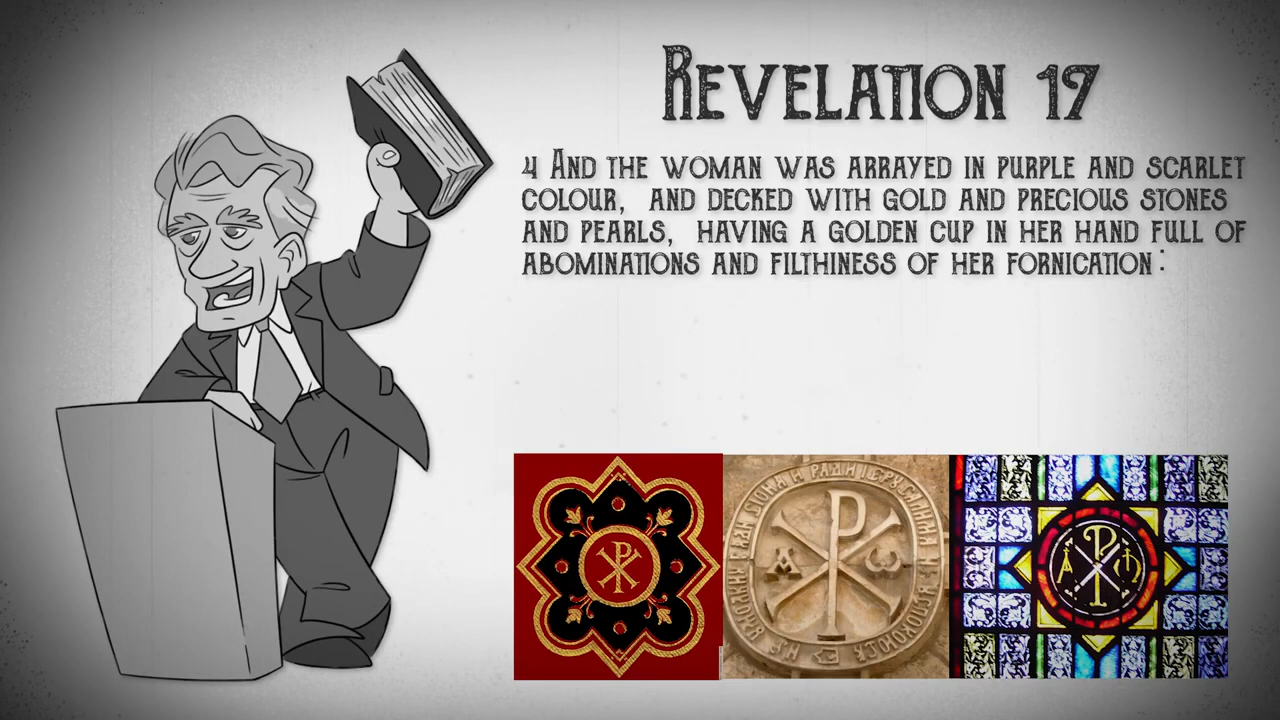 Revelation 17
4 And the woman was arrayed in purple and scarlet
colour, and decked with gold and precious stones
and pearls, having a golden cup in her hand full of
abominations and filthiness of her fornication: